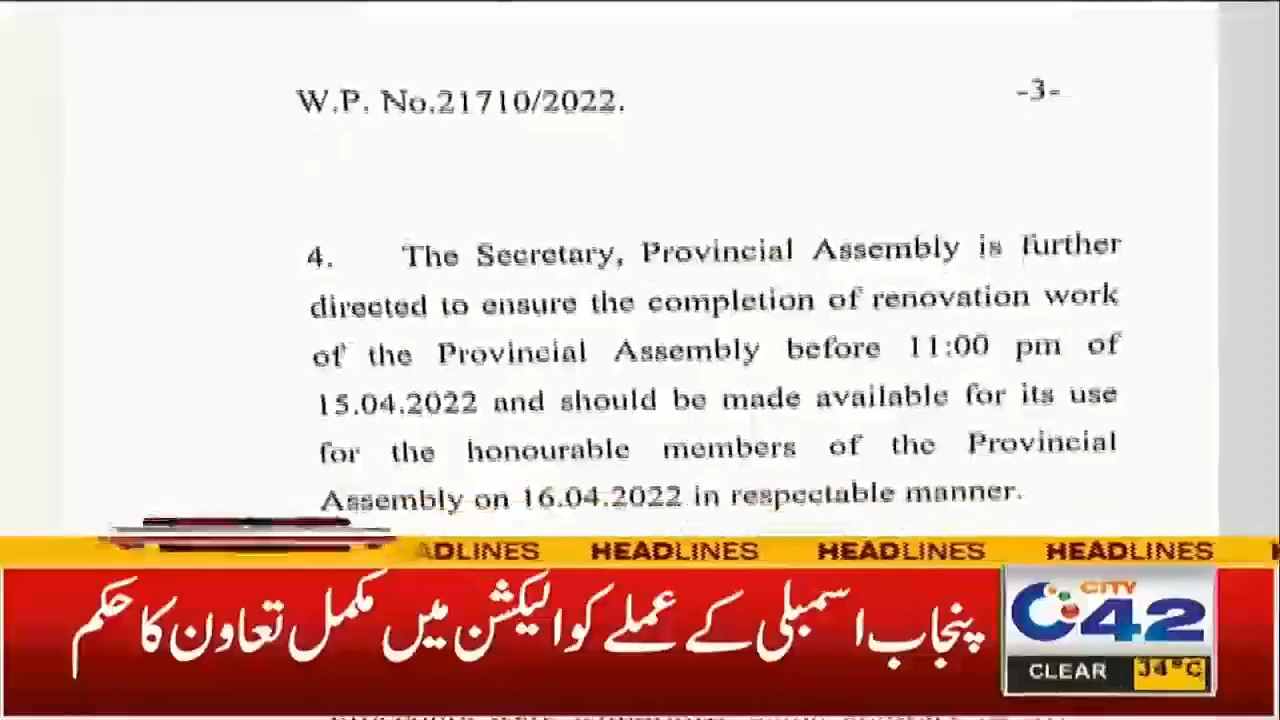 W.P. No.21710/2022.
-3-
4. The Secretary, Provincial Assembly is further
directed to ensure the completion of renovation work
of the Provincial Assembly before 11:00 pm of
15.04.2022 and should be made available for its use
for the honourable members of the Provincial
Assembly on 16.04.2022 in respectable manner.
ADLINES HEADLINES HEADLINES HEADLINES
پنجاب اسمبلی کے عملے کو الیکشن میں مکمل تعاون کا حکم
CITY
42
CLEAR 34°C